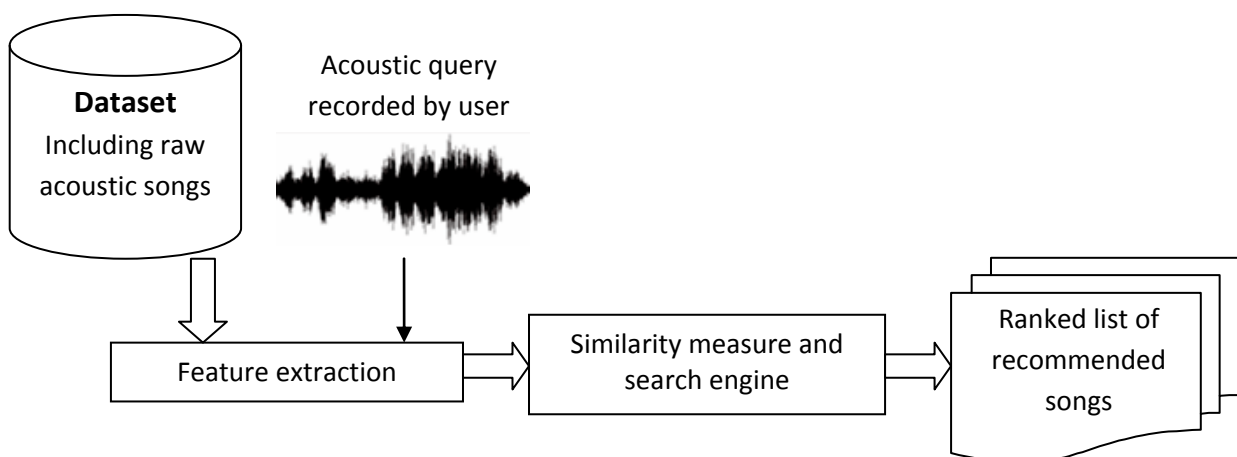 Dataset
Including raw
acoustic songs
Acoustic query
recorded by user
Feature extraction
Similarity measure and
search engine
Ranked list of
recommended
songs